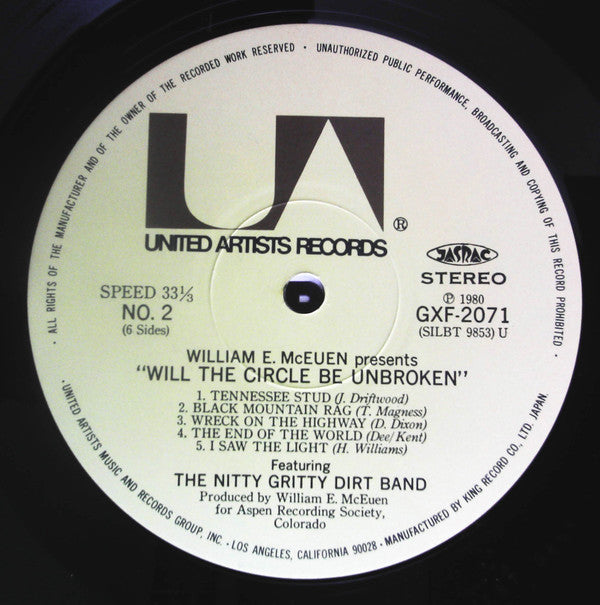 · ALL RIGHTS OF THE MANUFACTURER AND OF THE OWNER OF THE RECORDED WORK RESERVED · UNAUTHORIZED PUBLIC PERFORMANCE, BROADCASTING AND COPYING OF THIS RECORD PROHIBITED ·
UA
®
UNITED ARTISTS RECORDS
JASRAC
STEREO
SPEED 33⅓
NO. 2
(6 Sides)
Ⓟ 1980
GXF-2071
(SILBT 9853) U
WILLIAM E. McEUEN presents
"WILL THE CIRCLE BE UNBROKEN"
1. TENNESSEE STUD (J. Driftwood)
2. BLACK MOUNTAIN RAG (T. Magness)
3. WRECK ON THE HIGHWAY (D. Dixon)
4. THE END OF THE WORLD (Dee/Kent)
5. I SAW THE LIGHT (H. Williams)
Featuring
THE NITTY GRITTY DIRT BAND
Produced by William E. McEuen
for Aspen Recording Society,
Colorado
UNITED ARTISTS MUSIC AND RECORDS GROUP, INC. · LOS ANGELES, CALIFORNIA 90028 · MANUFACTURED BY KING RECORD CO., LTD. JAPAN.